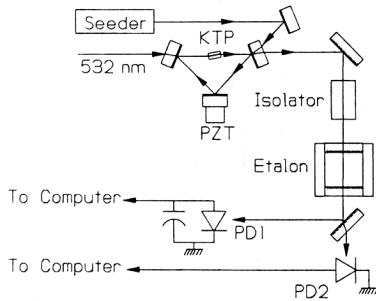 Seeder
KTP
532 nm
PZT
Isolator
Etalon
To Computer
PD1
To Computer
PD2